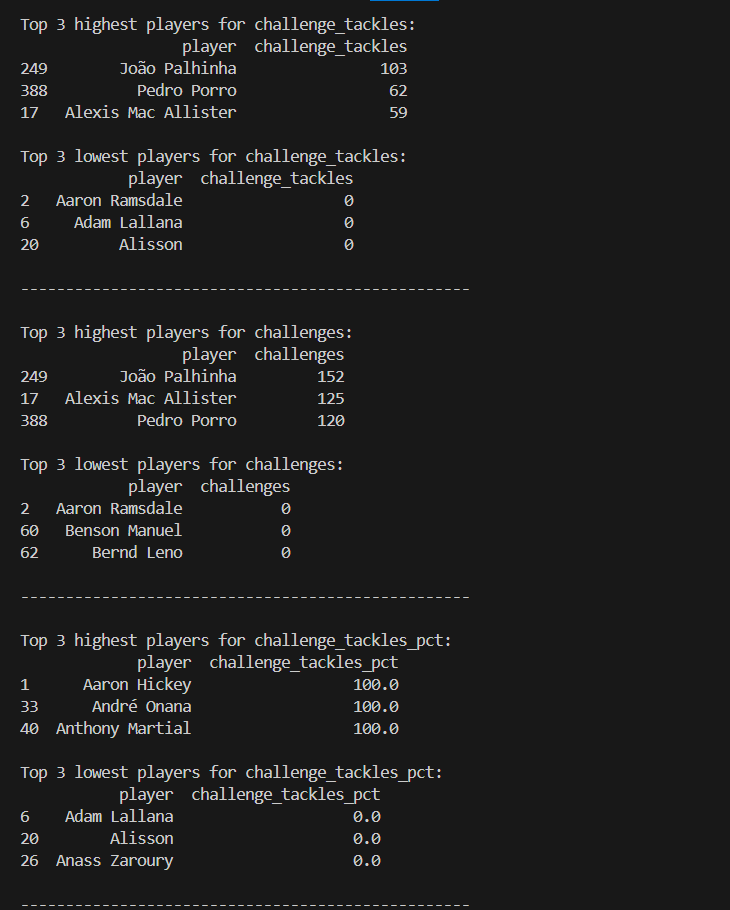 Top 3 highest players for challenge_tackles:
                  player  challenge_tackles
249        João Palhinha                103
388          Pedro Porro                 62
17   Alexis Mac Allister                 59

Top 3 lowest players for challenge_tackles:
            player  challenge_tackles
2   Aaron Ramsdale                  0
6     Adam Lallana                  0
20         Alisson                  0

--------------------------------------------------

Top 3 highest players for challenges:
                  player  challenges
249        João Palhinha         152
17   Alexis Mac Allister         125
388          Pedro Porro         120

Top 3 lowest players for challenges:
            player  challenges
2   Aaron Ramsdale           0
60   Benson Manuel           0
62      Bernd Leno           0

--------------------------------------------------

Top 3 highest players for challenge_tackles_pct:
             player  challenge_tackles_pct
1      Aaron Hickey                  100.0
33      André Onana                  100.0
40  Anthony Martial                  100.0

Top 3 lowest players for challenge_tackles_pct:
           player  challenge_tackles_pct
6    Adam Lallana                    0.0
20        Alisson                    0.0
26  Anass Zaroury                    0.0

--------------------------------------------------